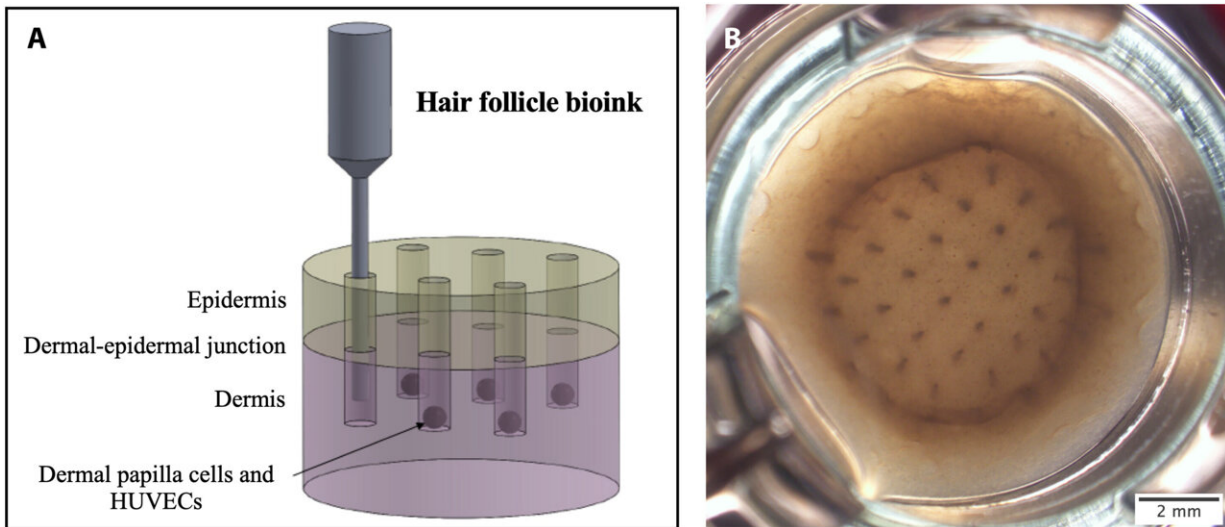 A
Hair follicle bioink
Epidermis
Dermal-epidermal junction
Dermis
Dermal papilla cells and
HUVECs
B
2 mm